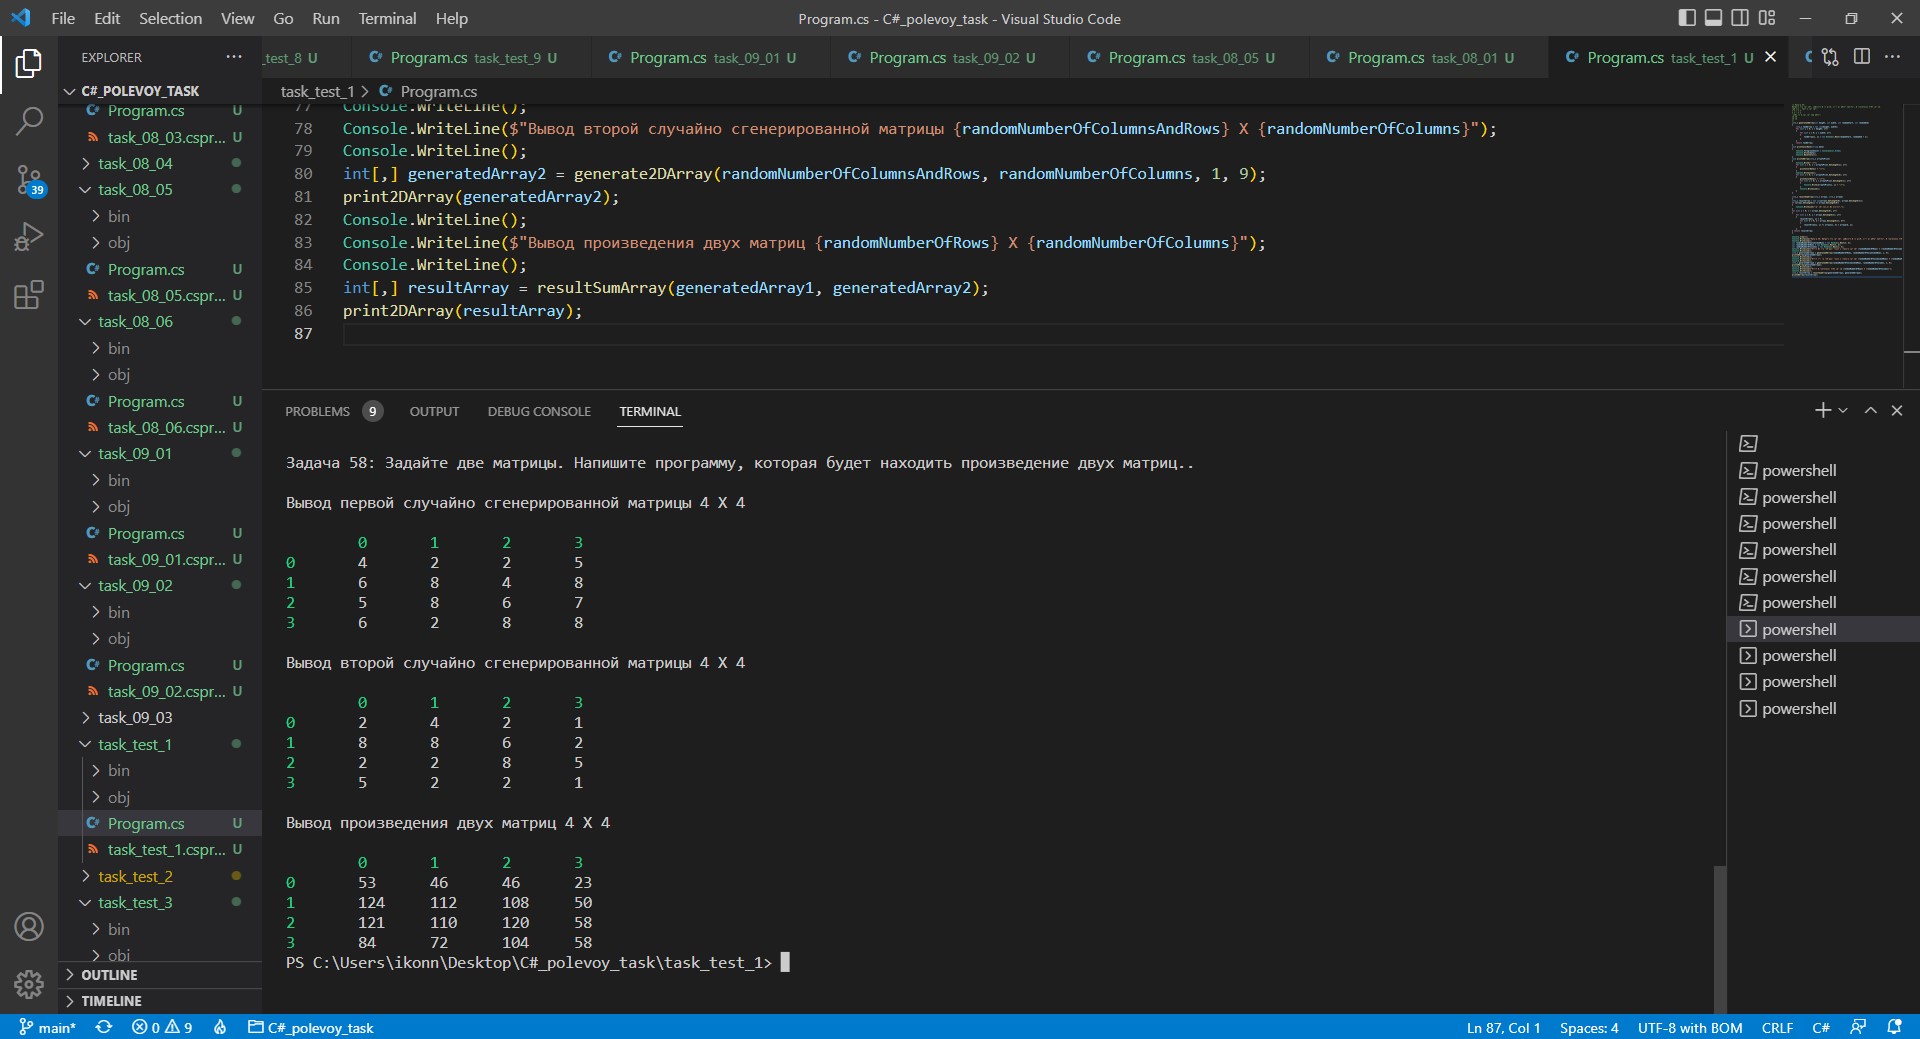 File Edit Selection View Go Run Terminal Help
Program.cs - C#_polevoy_task - Visual Studio Code
EXPLORER
_test_8 U
Program.cs task_test_9 U
Program.cs task_09_01 U
Program.cs task_09_02 U
Program.cs task_08_05 U
Program.cs task_08_01 U
Program.cs task_test_1 U
C#_POLEVOY_TASK
Program.cs U
task_08_03.cspr... U
task_08_04
task_08_05
bin
obj
Program.cs U
task_08_05.cspr... U
task_08_06
bin
obj
Program.cs U
task_08_06.cspr... U
task_09_01
bin
obj
Program.cs U
task_09_01.cspr... U
task_09_02
bin
obj
Program.cs U
task_09_02.cspr... U
task_09_03
task_test_1
bin
obj
Program.cs U
task_test_1.cspr... U
task_test_2
task_test_3
bin
obj
OUTLINE
TIMELINE
39
task_test_1 > Program.cs
77 Console.WriteLine();
78 Console.WriteLine($"Вывод второй случайно сгенерированной матрицы {randomNumberOfColumnsAndRows} X {randomNumberOfColumns}");
79 Console.WriteLine();
80 int[,] generatedArray2 = generate2DArray(randomNumberOfColumnsAndRows, randomNumberOfColumns, 1, 9);
81 print2DArray(generatedArray2);
82 Console.WriteLine();
83 Console.WriteLine($"Вывод произведения двух матриц {randomNumberOfRows} X {randomNumberOfColumns}");
84 Console.WriteLine();
85 int[,] resultArray = resultSumArray(generatedArray1, generatedArray2);
86 print2DArray(resultArray);
87
PROBLEMS 9 OUTPUT DEBUG CONSOLE TERMINAL
Задача 58: Задайте две матрицы. Напишите программу, которая будет находить произведение двух матриц..
Вывод первой случайно сгенерированной матрицы 4 X 4
0 1 2 3
0 4 2 2 5
1 6 8 4 8
2 5 8 6 7
3 6 2 8 8
Вывод второй случайно сгенерированной матрицы 4 X 4
0 1 2 3
0 2 4 2 1
1 8 8 6 2
2 2 2 8 5
3 5 2 2 1
Вывод произведения двух матриц 4 X 4
0 1 2 3
0 53 46 46 23
1 124 112 108 50
2 121 110 120 58
3 84 72 104 58
PS C:\Users\ikonn\Desktop\C#_polevoy_task\task_test_1>
powershell
powershell
powershell
powershell
powershell
powershell
powershell
powershell
powershell
powershell
main* 0 9 C#_polevoy_task
Ln 87, Col 1 Spaces: 4 UTF-8 with BOM CRLF C#